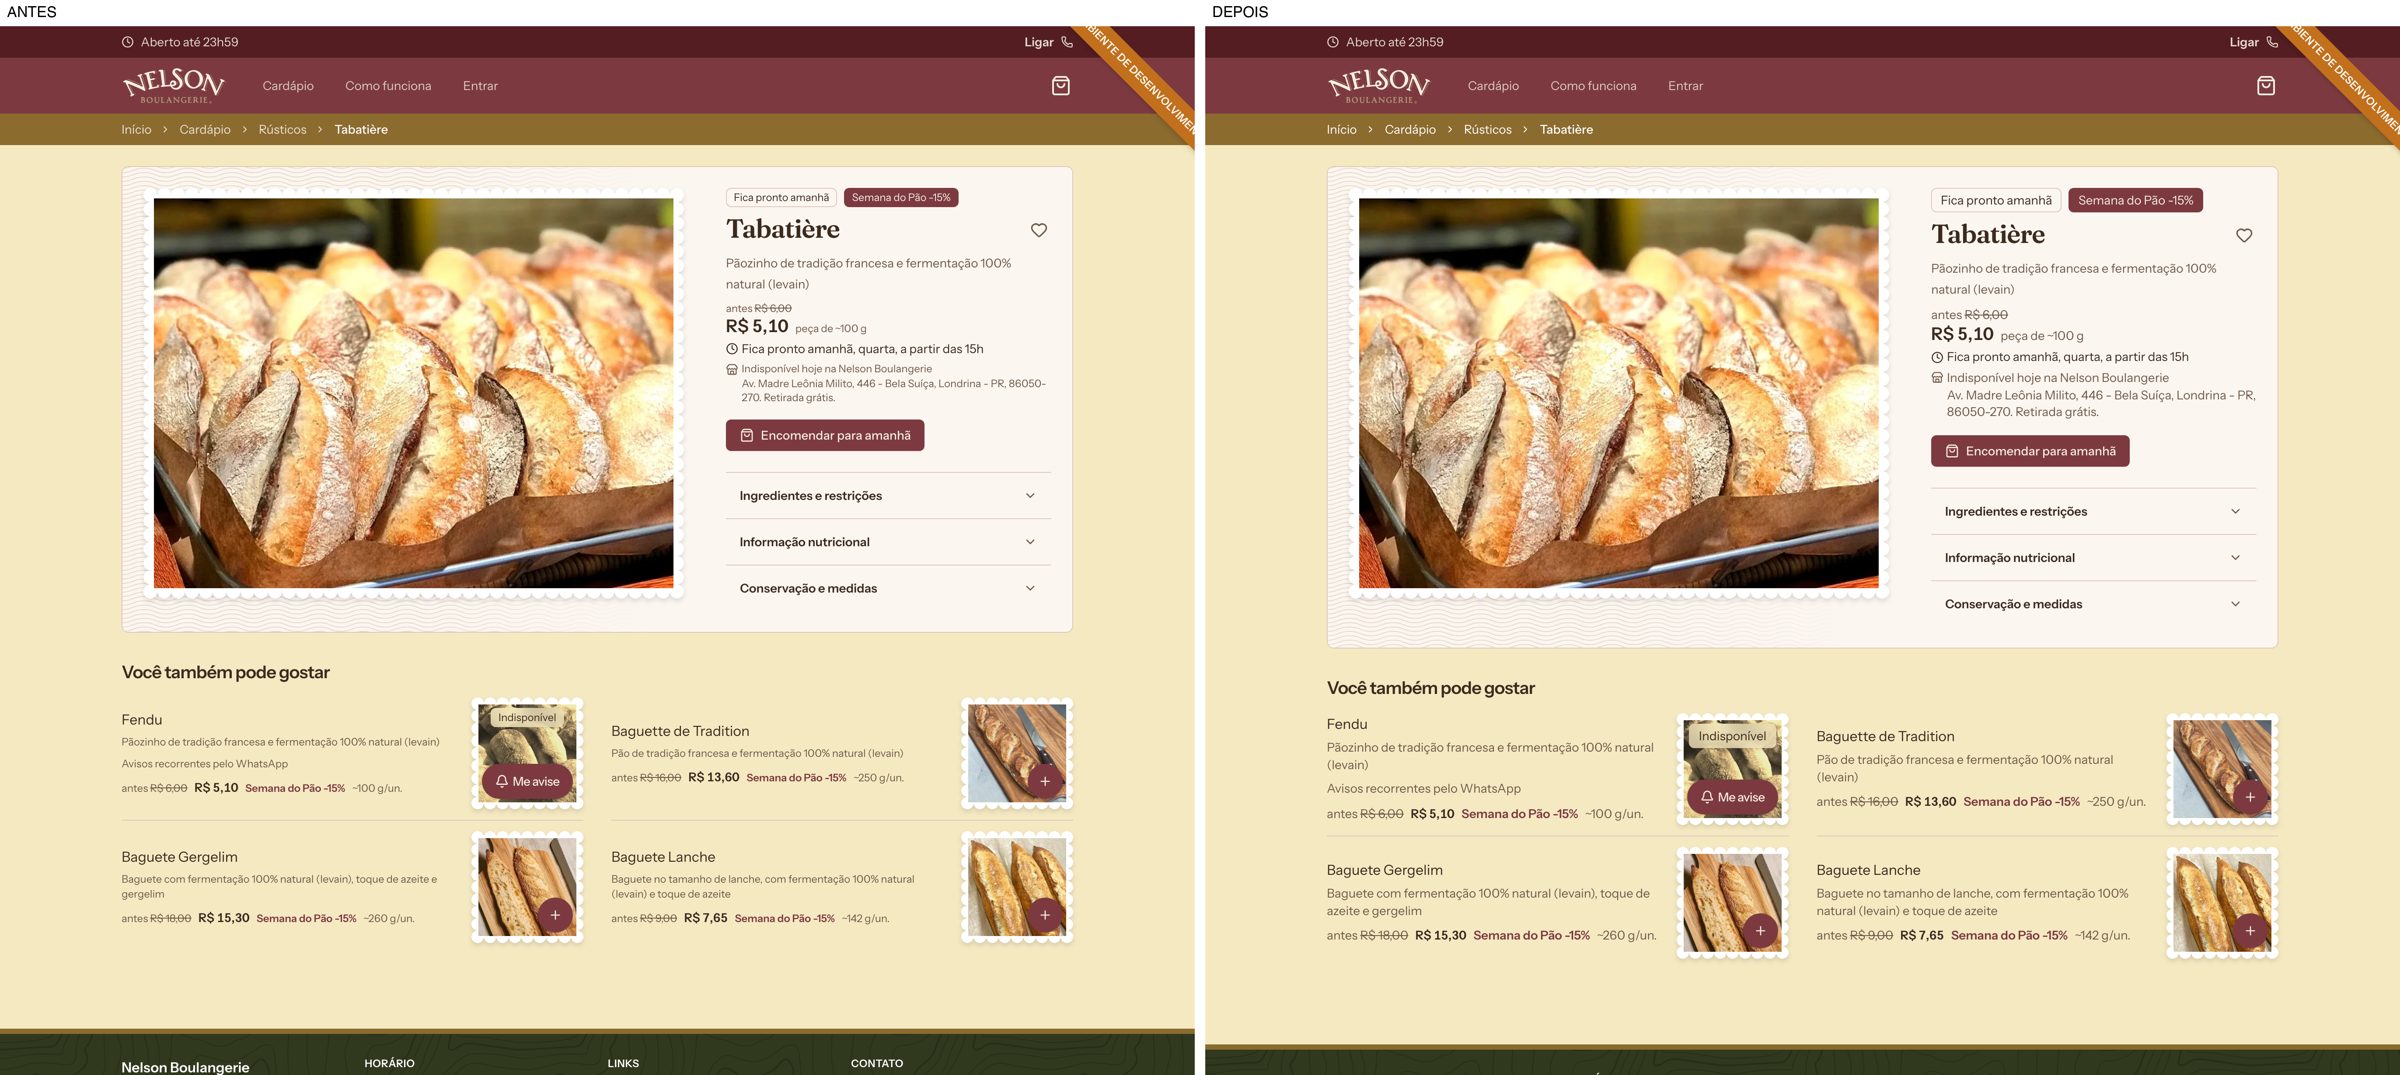 ANTES
Aberto até 23h59
Ligar
NELSON
BOULANGERIE
Cardápio
Como funciona
Entrar
DE DESENVOLVIMEN
Início > Cardápio > Rústicos > Tabatière
Fica pronto amanhã
Semana do Pão -15%
Tabatière
Pãozinho de tradição francesa e fermentação 100%
natural (levain)
antes R$ 6,00
R$ 5,10 peça de ~100 g
Fica pronto amanhã, quarta, a partir das 15h
Indisponível hoje na Nelson Boulangerie
Av. Madre Leônia Milito, 446 - Bela Suíça, Londrina - PR, 86050-
270. Retirada grátis.
Encomendar para amanhã
Ingredientes e restrições
Informação nutricional
Conservação e medidas
Você também pode gostar
Fendu
Pãozinho de tradição francesa e fermentação 100% natural (levain)
Avisos recorrentes pelo WhatsApp
antes R$ 6,00 R$ 5,10 Semana do Pão -15% ~100 g/un.
Indisponível
Me avise
Baguette de Tradition
Pão de tradição francesa e fermentação 100% natural (levain)
antes R$ 16,00 R$ 13,60 Semana do Pão -15% ~250 g/un.
Baguete Gergelim
Baguete com fermentação 100% natural (levain), toque de azeite e
gergelim
antes R$ 18,00 R$ 15,30 Semana do Pão -15% ~260 g/un.
Baguete Lanche
Baguete no tamanho de lanche, com fermentação 100% natural
(levain) e toque de azeite
antes R$ 9,00 R$ 7,65 Semana do Pão -15% ~142 g/un.
Nelson Boulangerie
HORÁRIO
LINKS
CONTATO
DEPOIS
Aberto até 23h59
Ligar
NELSON
BOULANGERIE
Cardápio
Como funciona
Entrar
DE DESENVOLVIMEN
Início > Cardápio > Rústicos > Tabatière
Fica pronto amanhã
Semana do Pão -15%
Tabatière
Pãozinho de tradição francesa e fermentação 100%
natural (levain)
antes R$ 6,00
R$ 5,10 peça de ~100 g
Fica pronto amanhã, quarta, a partir das 15h
Indisponível hoje na Nelson Boulangerie
Av. Madre Leônia Milito, 446 - Bela Suíça, Londrina - PR,
86050-270. Retirada grátis.
Encomendar para amanhã
Ingredientes e restrições
Informação nutricional
Conservação e medidas
Você também pode gostar
Fendu
Pãozinho de tradição francesa e fermentação 100% natural
(levain)
Avisos recorrentes pelo WhatsApp
antes R$ 6,00 R$ 5,10 Semana do Pão -15% ~100 g/un.
Indisponível
Me avise
Baguette de Tradition
Pão de tradição francesa e fermentação 100% natural
(levain)
antes R$ 16,00 R$ 13,60 Semana do Pão -15% ~250 g/un.
Baguete Gergelim
Baguete com fermentação 100% natural (levain), toque de
azeite e gergelim
antes R$ 18,00 R$ 15,30 Semana do Pão -15% ~260 g/un.
Baguete Lanche
Baguete no tamanho de lanche, com fermentação 100%
natural (levain) e toque de azeite
antes R$ 9,00 R$ 7,65 Semana do Pão -15% ~142 g/un.